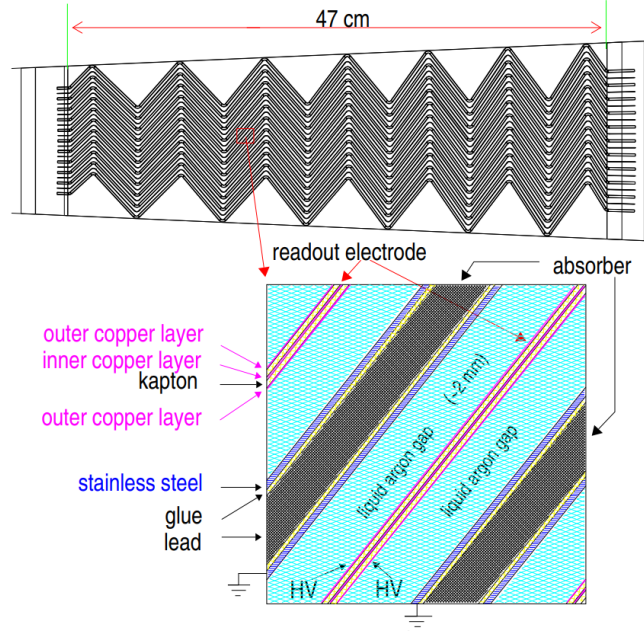 47 cm
readout electrode
absorber
outer copper layer
inner copper layer
kapton
outer copper layer
(~2 mm)
liquid argon gap
liquid argon gap
stainless steel
glue
lead
HV
HV